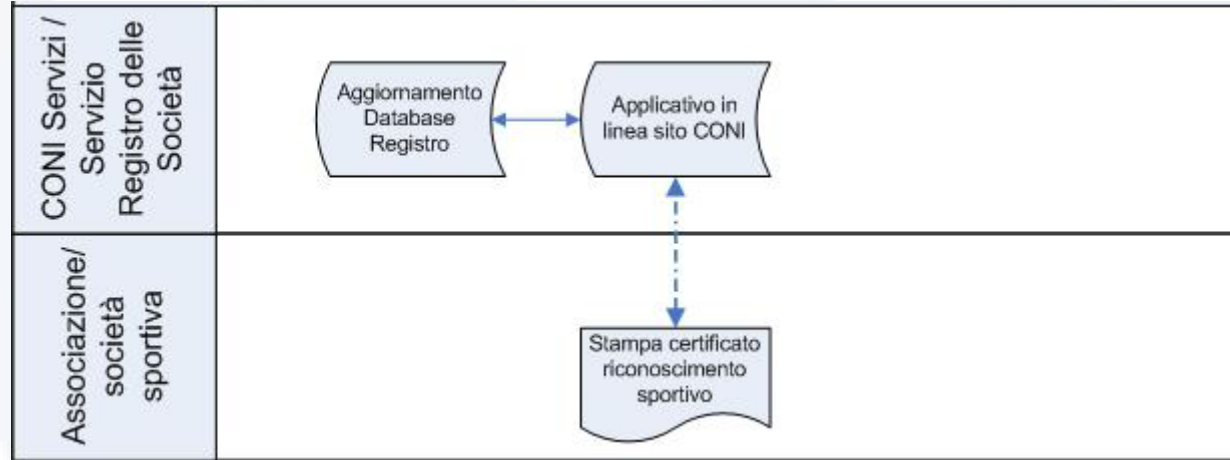 CONI Servizi /
Servizio
Registro delle
Società
Aggiornamento
Database
Registro
Applicativo in
linea sito CONI
Associazione/
società
sportiva
Stampa certificato
riconoscimento
sportivo